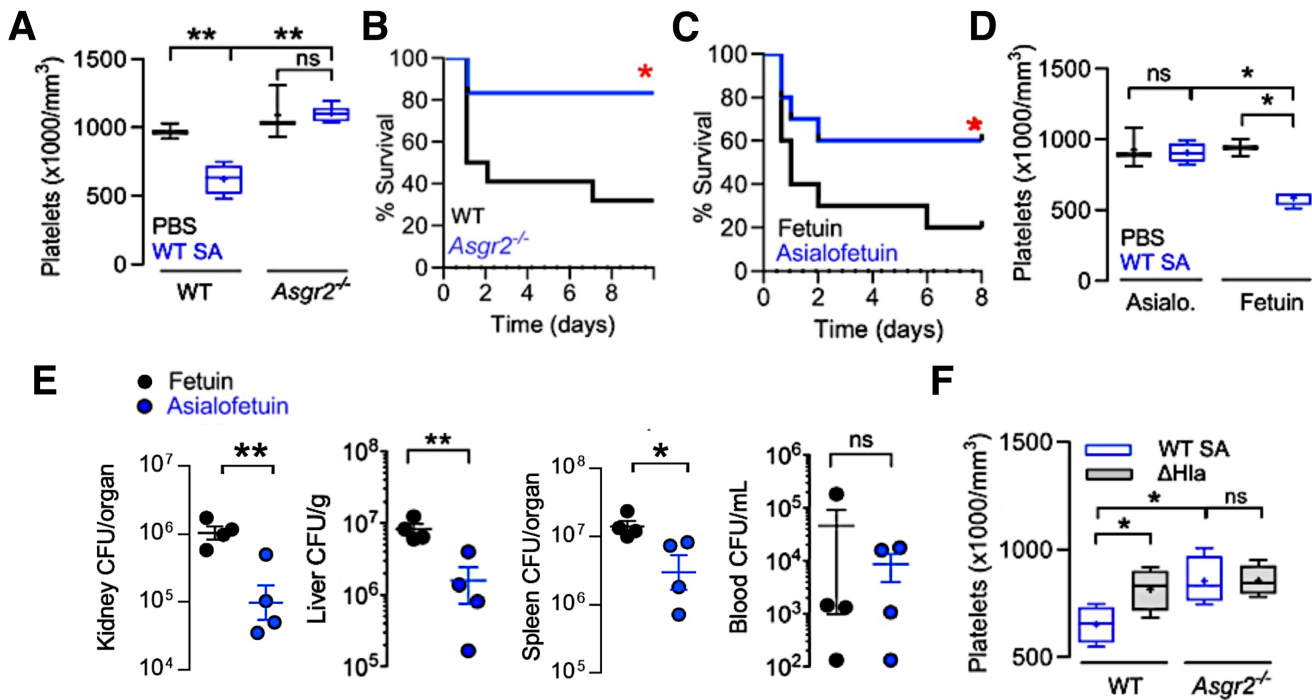 A
Platelets (x1000/mm³)
1500
1000
500
0
**
**
ns
PBS
WT SA
WT
Asgr2⁻/⁻
B
% Survival
100
80
60
40
20
0
*
WT
Asgr2⁻/⁻
0 2 4 6 8
Time (days)
C
% Survival
100
80
60
40
20
0
*
Fetuin
Asialofetuin
0 2 4 6 8
Time (days)
D
Platelets (x1000/mm³)
1500
1000
500
0
ns
*
*
PBS
WT SA
Asialo.
Fetuin
E
Fetuin
Asialofetuin
Kidney CFU/organ
10⁷
10⁶
10⁵
10⁴
**
Liver CFU/g
10⁸
10⁷
10⁶
10⁵
**
Spleen CFU/organ
10⁸
10⁷
10⁶
10⁵
*
Blood CFU/mL
10⁶
10⁵
10⁴
10³
10²
ns
F
Platelets (x1000/mm³)
1500
1000
500
WT SA
ΔHla
*
ns
*
WT
Asgr2⁻/⁻